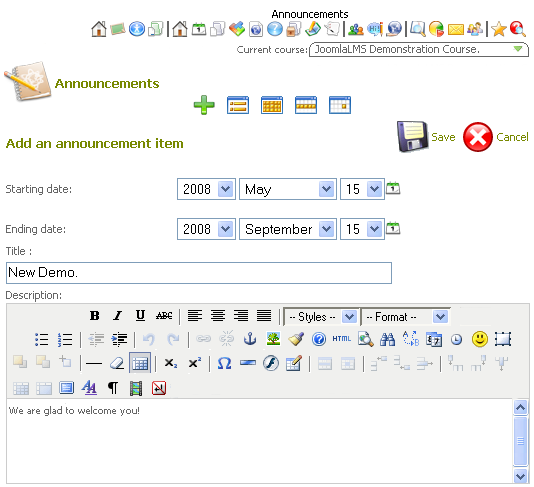 Announcements
Current course: JoomlaLMS Demonstration Course.
Announcements
Save Cancel
Add an announcement item
Starting date: 2008 May 15
Ending date: 2008 September 15
Title :
New Demo.
Description:
B I U ABC -- Styles -- -- Format --
HTML
We are glad to welcome you!